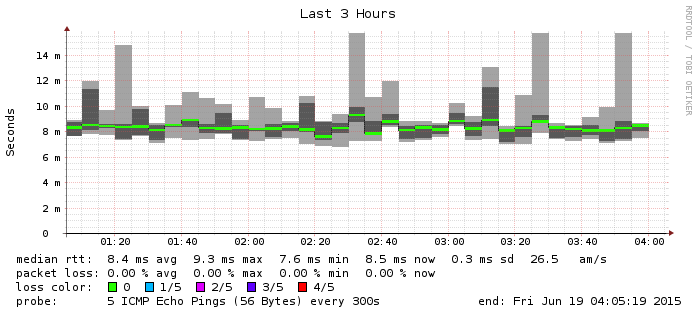 Last 3 Hours
RRDTOOL / TOBI OETIKER
Seconds
14 m
12 m
10 m
8 m
6 m
4 m
2 m
0
01:20 01:40 02:00 02:20 02:40 03:00 03:20 03:40 04:00
median rtt: 8.4 ms avg 9.3 ms max 7.6 ms min 8.5 ms now 0.3 ms sd 26.5 am/s
packet loss: 0.00 % avg 0.00 % max 0.00 % min 0.00 % now
loss color: 0 1/5 2/5 3/5 4/5
probe: 5 ICMP Echo Pings (56 Bytes) every 300s end: Fri Jun 19 04:05:19 2015